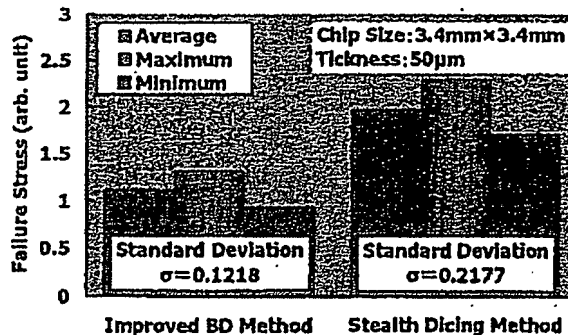 3
2.5
2
1.5
1
0.5
0
Failure Stress (arb. unit)
Average
Maximum
Minimum
Chip Size:3.4mm×3.4mm
Tickness:50μm
Standard Deviation
σ=0.1218
Standard Deviation
σ=0.2177
Improved BD Method
Stealth Dicing Method